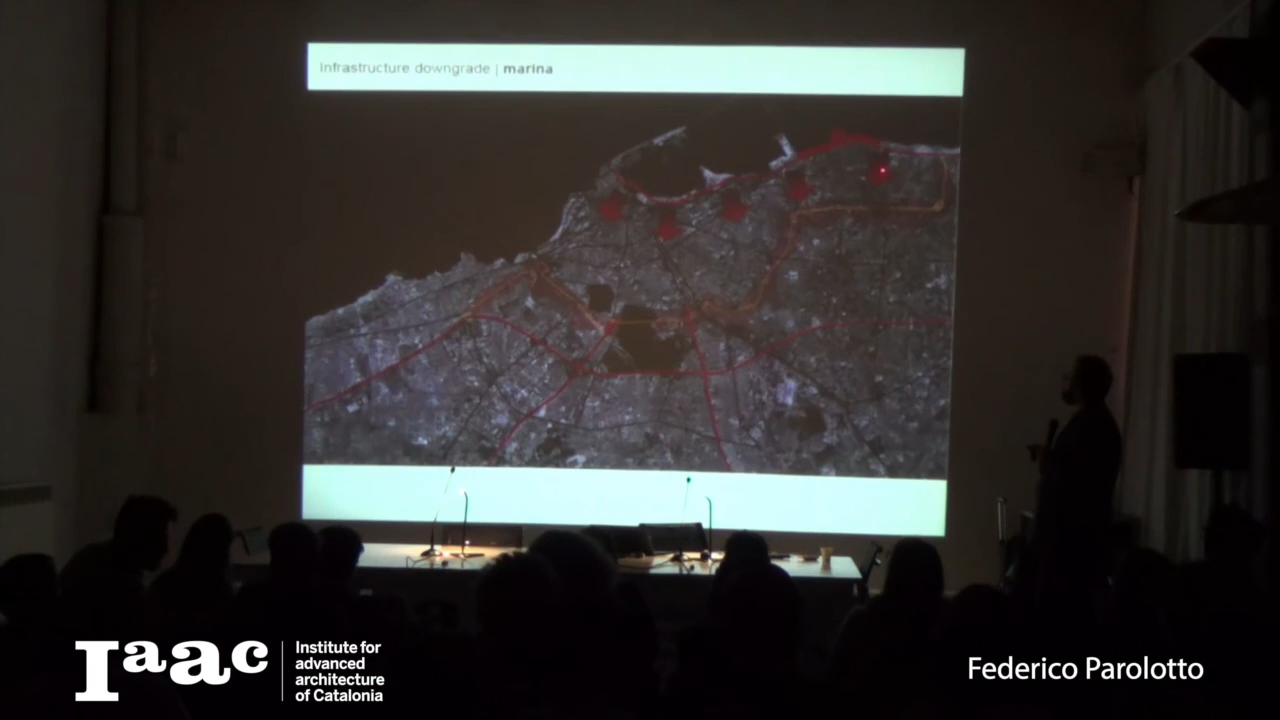 Infrastructure downgrade | marina
Iaac
Institute for
advanced
architecture
of Catalonia
Federico Parolotto